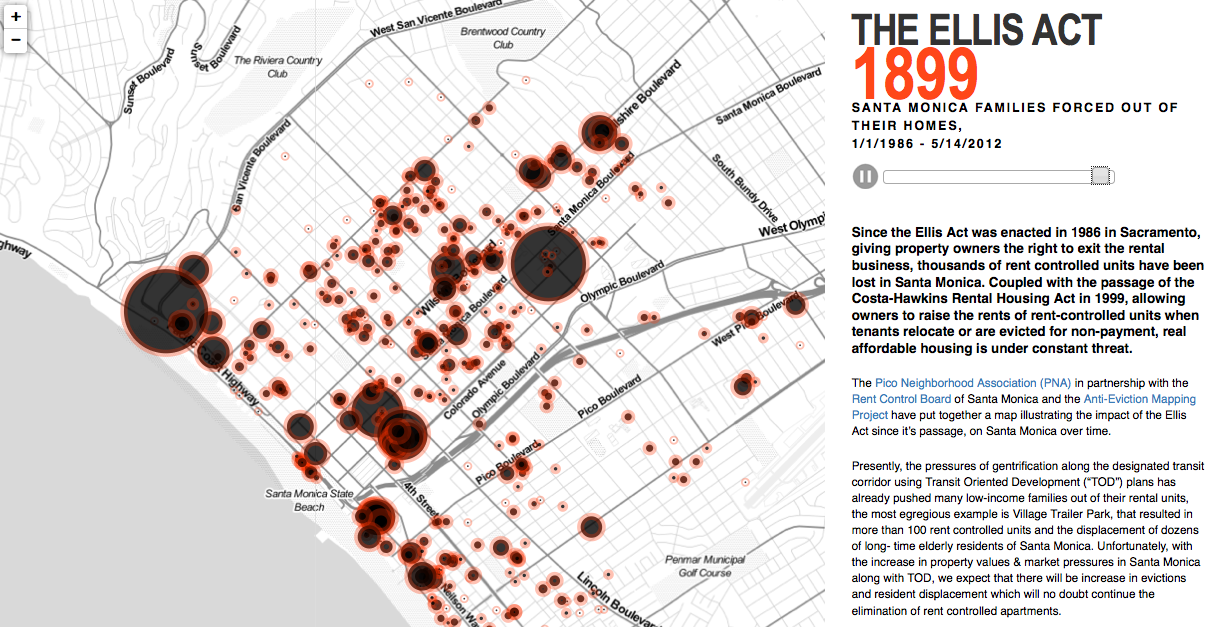 +
−
West San Vicente Boulevard
Brentwood Country
Club
The Riviera Country
Club
Sunset Boulevard
Sunset Boulevard
San Vicente Boulevard
Santa Monica Boulevard
South Bundy Drive
Santa Monica Boulevard
West Olymp
Olympic Boulevard
West Pico Boulevard
Colorado Avenue
Olympic Boulevard
Pico Boulevard
Pico Boulevard
Highway
4th Street
Santa Monica State
Beach
Penmar Municipal
Golf Course
Lincoln Boulev
THE ELLIS ACT
1899
SANTA MONICA FAMILIES FORCED OUT OF
THEIR HOMES,
1/1/1986 - 5/14/2012
Since the Ellis Act was enacted in 1986 in Sacramento,
giving property owners the right to exit the rental
business, thousands of rent controlled units have been
lost in Santa Monica. Coupled with the passage of the
Costa-Hawkins Rental Housing Act in 1999, allowing
owners to raise the rents of rent-controlled units when
tenants relocate or are evicted for non-payment, real
affordable housing is under constant threat.
The Pico Neighborhood Association (PNA) in partnership with the
Rent Control Board of Santa Monica and the Anti-Eviction Mapping
Project have put together a map illustrating the impact of the Ellis
Act since it's passage, on Santa Monica over time.
Presently, the pressures of gentrification along the designated transit
corridor using Transit Oriented Development ("TOD") plans has
already pushed many low-income families out of their rental units,
the most egregious example is Village Trailer Park, that resulted in
more than 100 rent controlled units and the displacement of dozens
of long- time elderly residents of Santa Monica. Unfortunately, with
the increase in property values & market pressures in Santa Monica
along with TOD, we expect that there will be increase in evictions
and resident displacement which will no doubt continue the
elimination of rent controlled apartments.